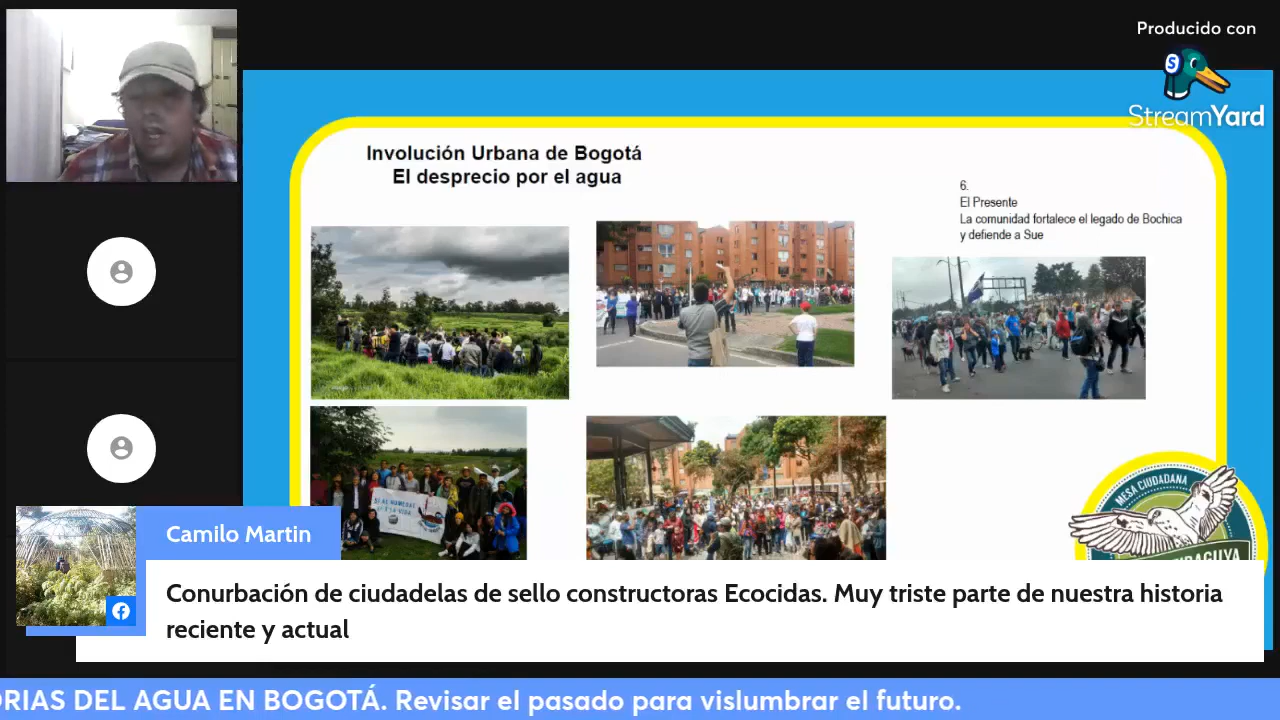 Producido con
StreamYard
Involución Urbana de Bogotá
El desprecio por el agua
6.
El Presente
La comunidad fortalece el legado de Bochica
y defiende a Sue
MESA CIUDADANA
Camilo Martin
Conurbación de ciudadelas de sello constructoras Ecocidas. Muy triste parte de nuestra historia
reciente y actual
ORIAS DEL AGUA EN BOGOTÁ. Revisar el pasado para vislumbrar el futuro.